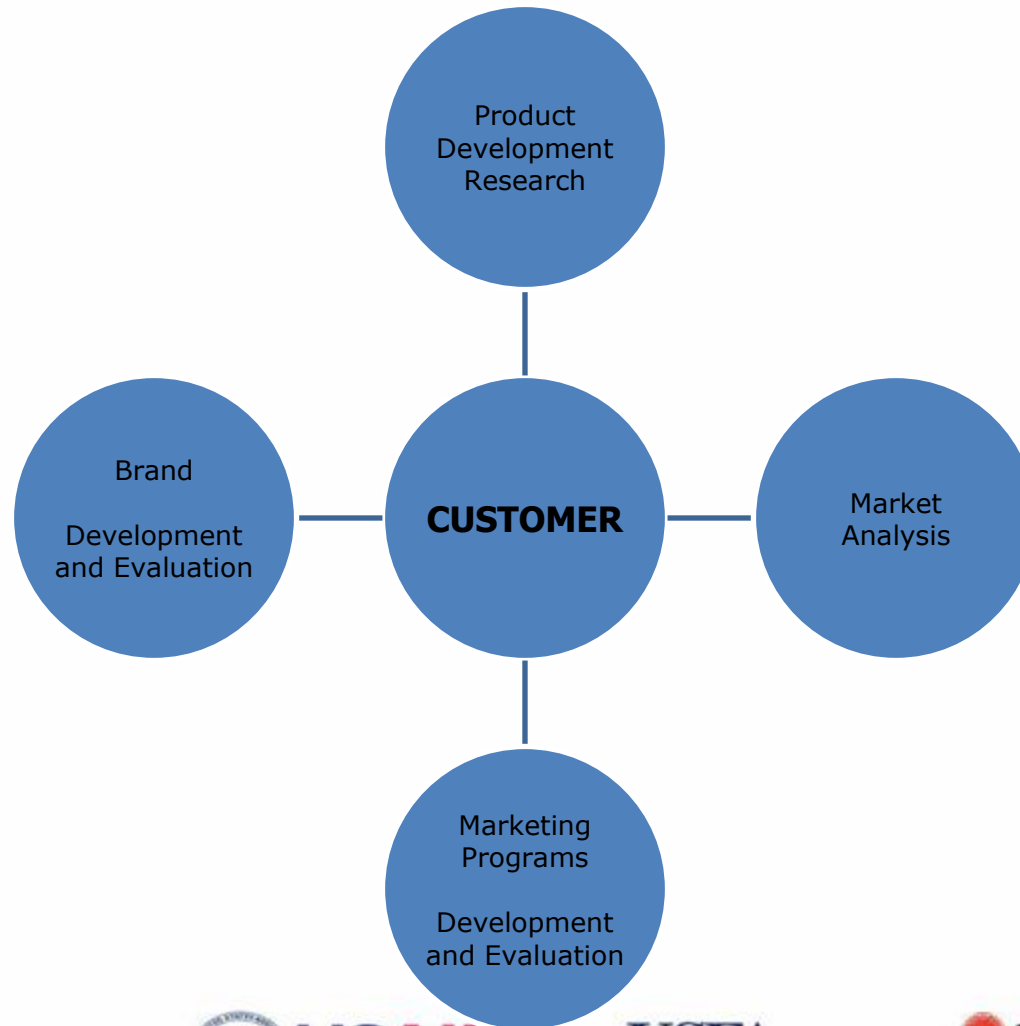 Product
Development
Research
Brand
Development
and Evaluation
CUSTOMER
Market
Analysis
Marketing
Programs
Development
and Evaluation